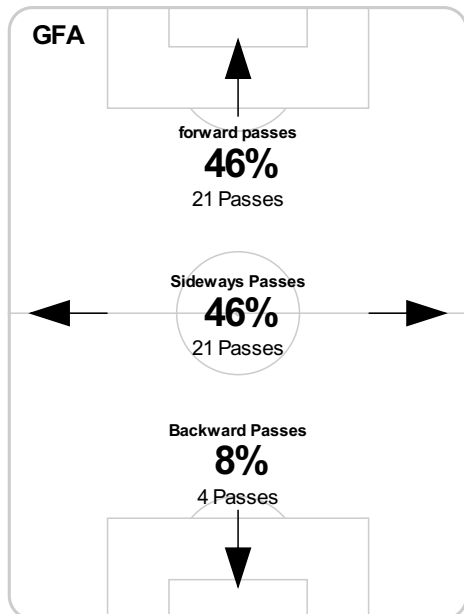 GFA
forward passes
46%
21 Passes
Sideways Passes
46%
21 Passes
Backward Passes
8%
4 Passes